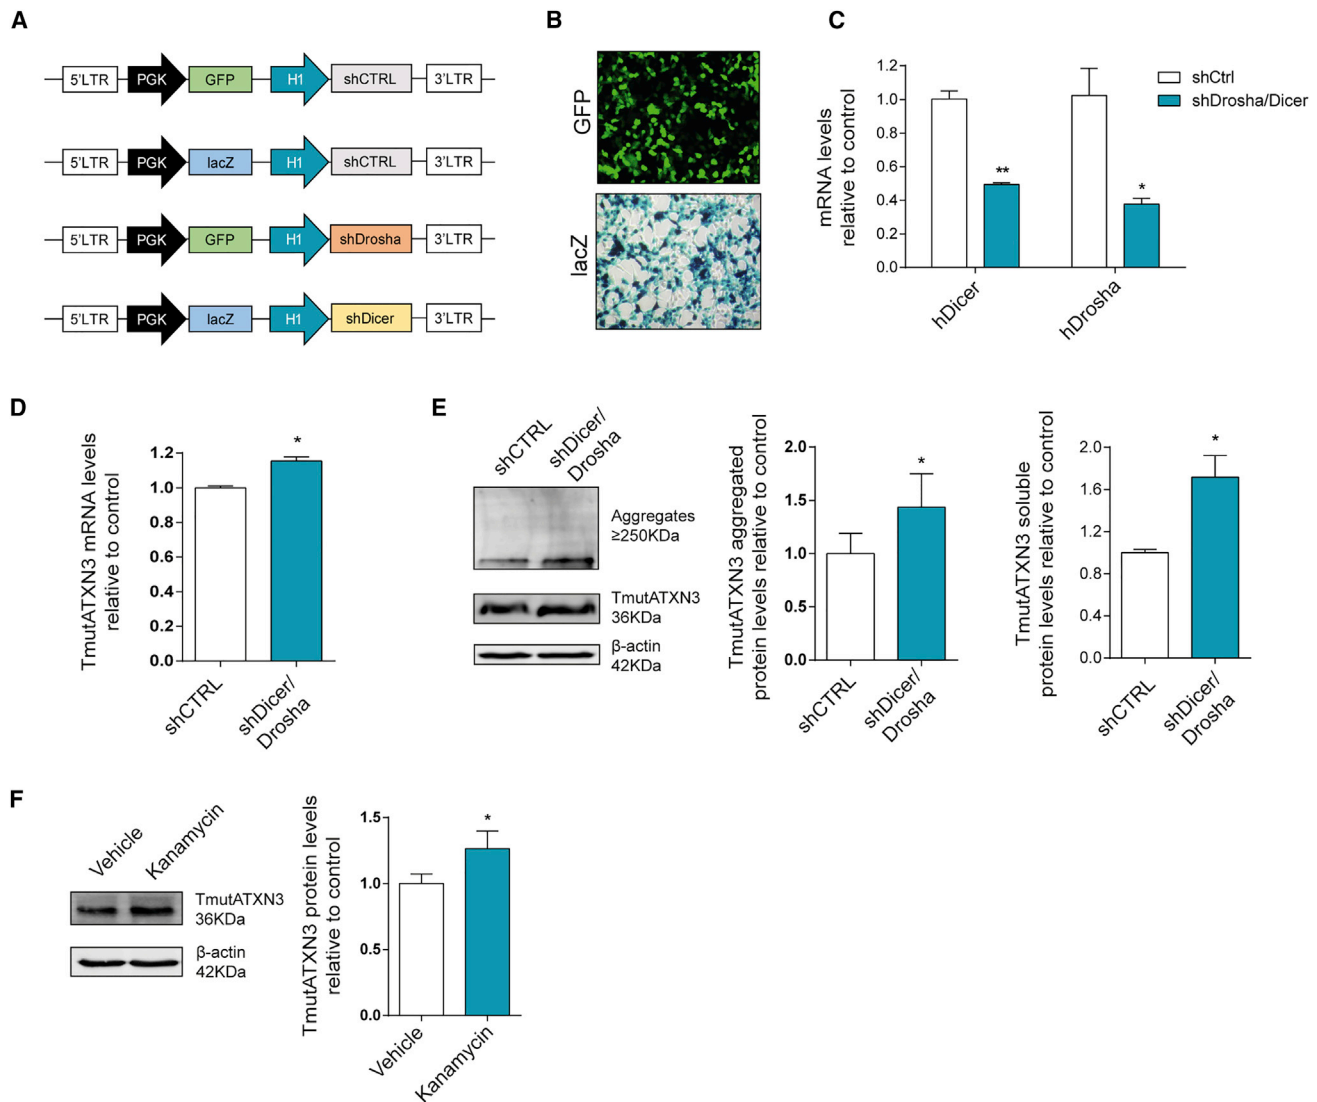 A
5'LTR PGK GFP H1 shCTRL 3'LTR
5'LTR PGK lacZ H1 shCTRL 3'LTR
5'LTR PGK GFP H1 shDrosha 3'LTR
5'LTR PGK lacZ H1 shDicer 3'LTR
B
GFP
lacZ
C
mRNA levels
relative to control
1.2
1.0
0.8
0.6
0.4
0.2
0.0
**
*
hDicer
hDrosha
shCtrl
shDrosha/Dicer
D
TmutATXN3 mRNA levels
relative to control
1.2
1.0
0.8
0.6
0.4
0.2
0.0
*
shCTRL
shDicer/
Drosha
E
shCTRL
shDicer/
Drosha
Aggregates
≥250KDa
TmutATXN3
36KDa
β-actin
42KDa
TmutATXN3 aggregated
protein levels relative to control
2.0
1.5
1.0
0.5
0.0
*
shCTRL
shDicer/
Drosha
TmutATXN3 soluble
protein levels relative to control
2.0
1.6
1.2
0.8
0.4
0.0
*
shCTRL
shDicer/
Drosha
F
Vehicle
Kanamycin
TmutATXN3
36KDa
β-actin
42KDa
TmutATXN3 protein levels
relative to control
1.5
1.0
0.5
0.0
*
Vehicle
Kanamycin